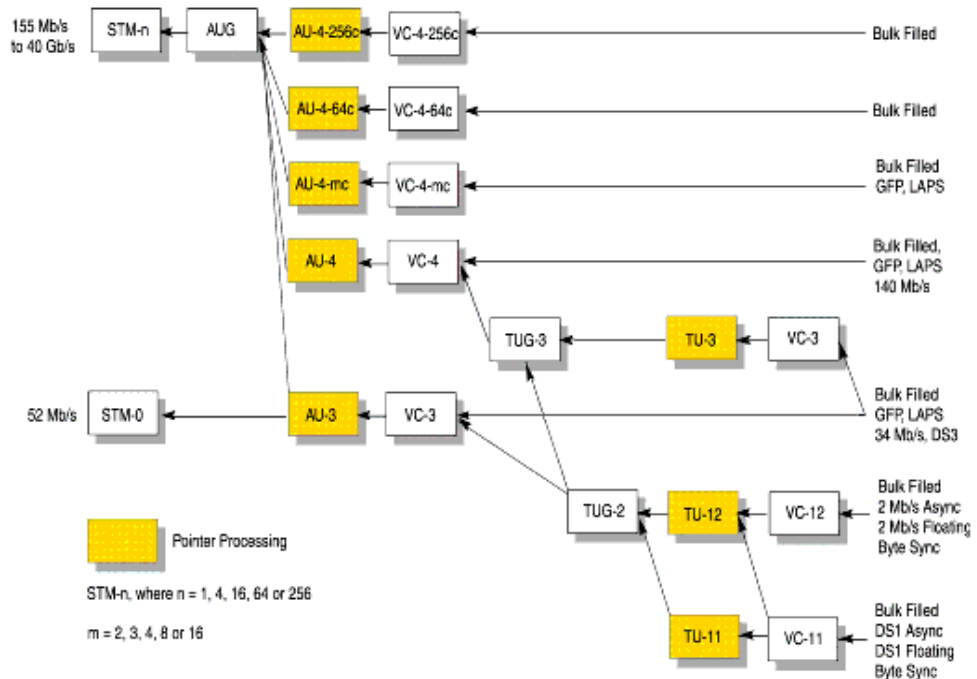 155 Mb/s
to 40 Gb/s
STM-n
AUG
AU-4-256c
VC-4-256c
Bulk Filled
AU-4-64c
VC-4-64c
Bulk Filled
AU-4-mc
VC-4-mc
Bulk Filled
GFP, LAPS
AU-4
VC-4
Bulk Filled,
GFP, LAPS
140 Mb/s
TUG-3
TU-3
VC-3
52 Mb/s
STM-0
AU-3
VC-3
Bulk Filled
GFP, LAPS
34 Mb/s, DS3
TUG-2
TU-12
VC-12
Bulk Filled
2 Mb/s Async
2 Mb/s Floating
Byte Sync
Pointer Processing
STM-n, where n = 1, 4, 16, 64 or 256
m = 2, 3, 4, 8 or 16
TU-11
VC-11
Bulk Filled
DS1 Async
DS1 Floating
Byte Sync